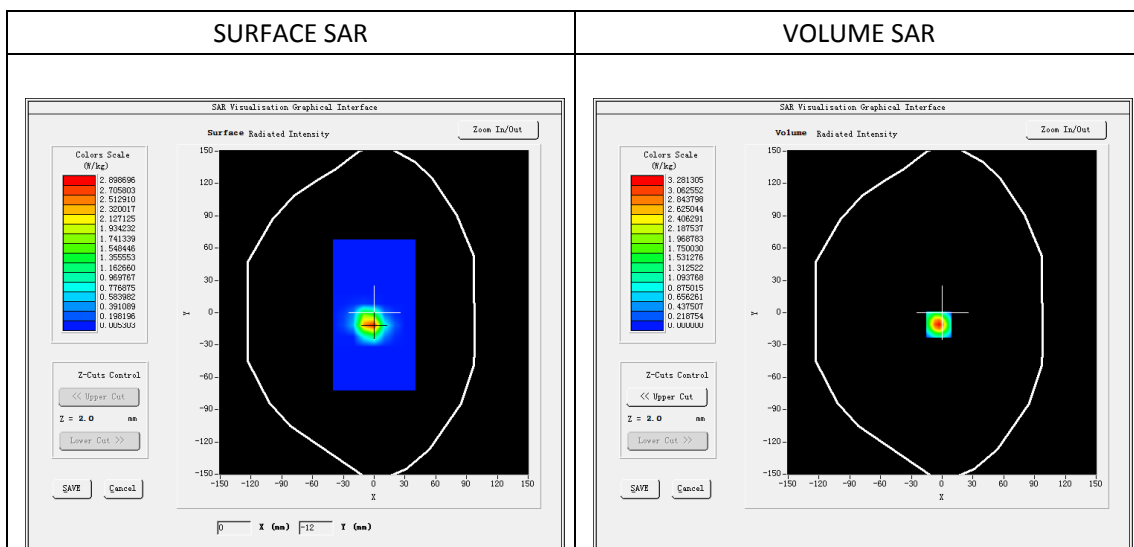 SURFACE SAR
VOLUME SAR
SAR Visualisation Graphical Interface
Surface Radiated Intensity
Zoom In/Out
Colors Scale
(W/kg)
2.898696
2.705803
2.512910
2.320017
2.127125
1.934232
1.741339
1.548446
1.355553
1.162660
0.969767
0.776875
0.583982
0.391089
0.198196
0.005303
Z-Cuts Control
<< Upper Cut
Z = 2.0 mm
Lower Cut >>
SAVE
Cancel
150
120
90
60
30
0
-30
-60
-90
-120
-150
Y
-150 -120 -90 -60 -30 0 30 60 90 120 150
X
0 X (mm) -12 Y (mm)
SAR Visualisation Graphical Interface
Volume Radiated Intensity
Zoom In/Out
Colors Scale
(W/kg)
3.281305
3.062552
2.843798
2.625044
2.406291
2.187537
1.968783
1.750030
1.531276
1.312522
1.093768
0.875015
0.656261
0.437507
0.218754
0.000000
Z-Cuts Control
<< Upper Cut
Z = 2.0 mm
Lower Cut >>
SAVE
Cancel
150
120
90
60
30
0
-30
-60
-90
-120
-150
Y
-150 -120 -90 -60 -30 0 30 60 90 120 150
X